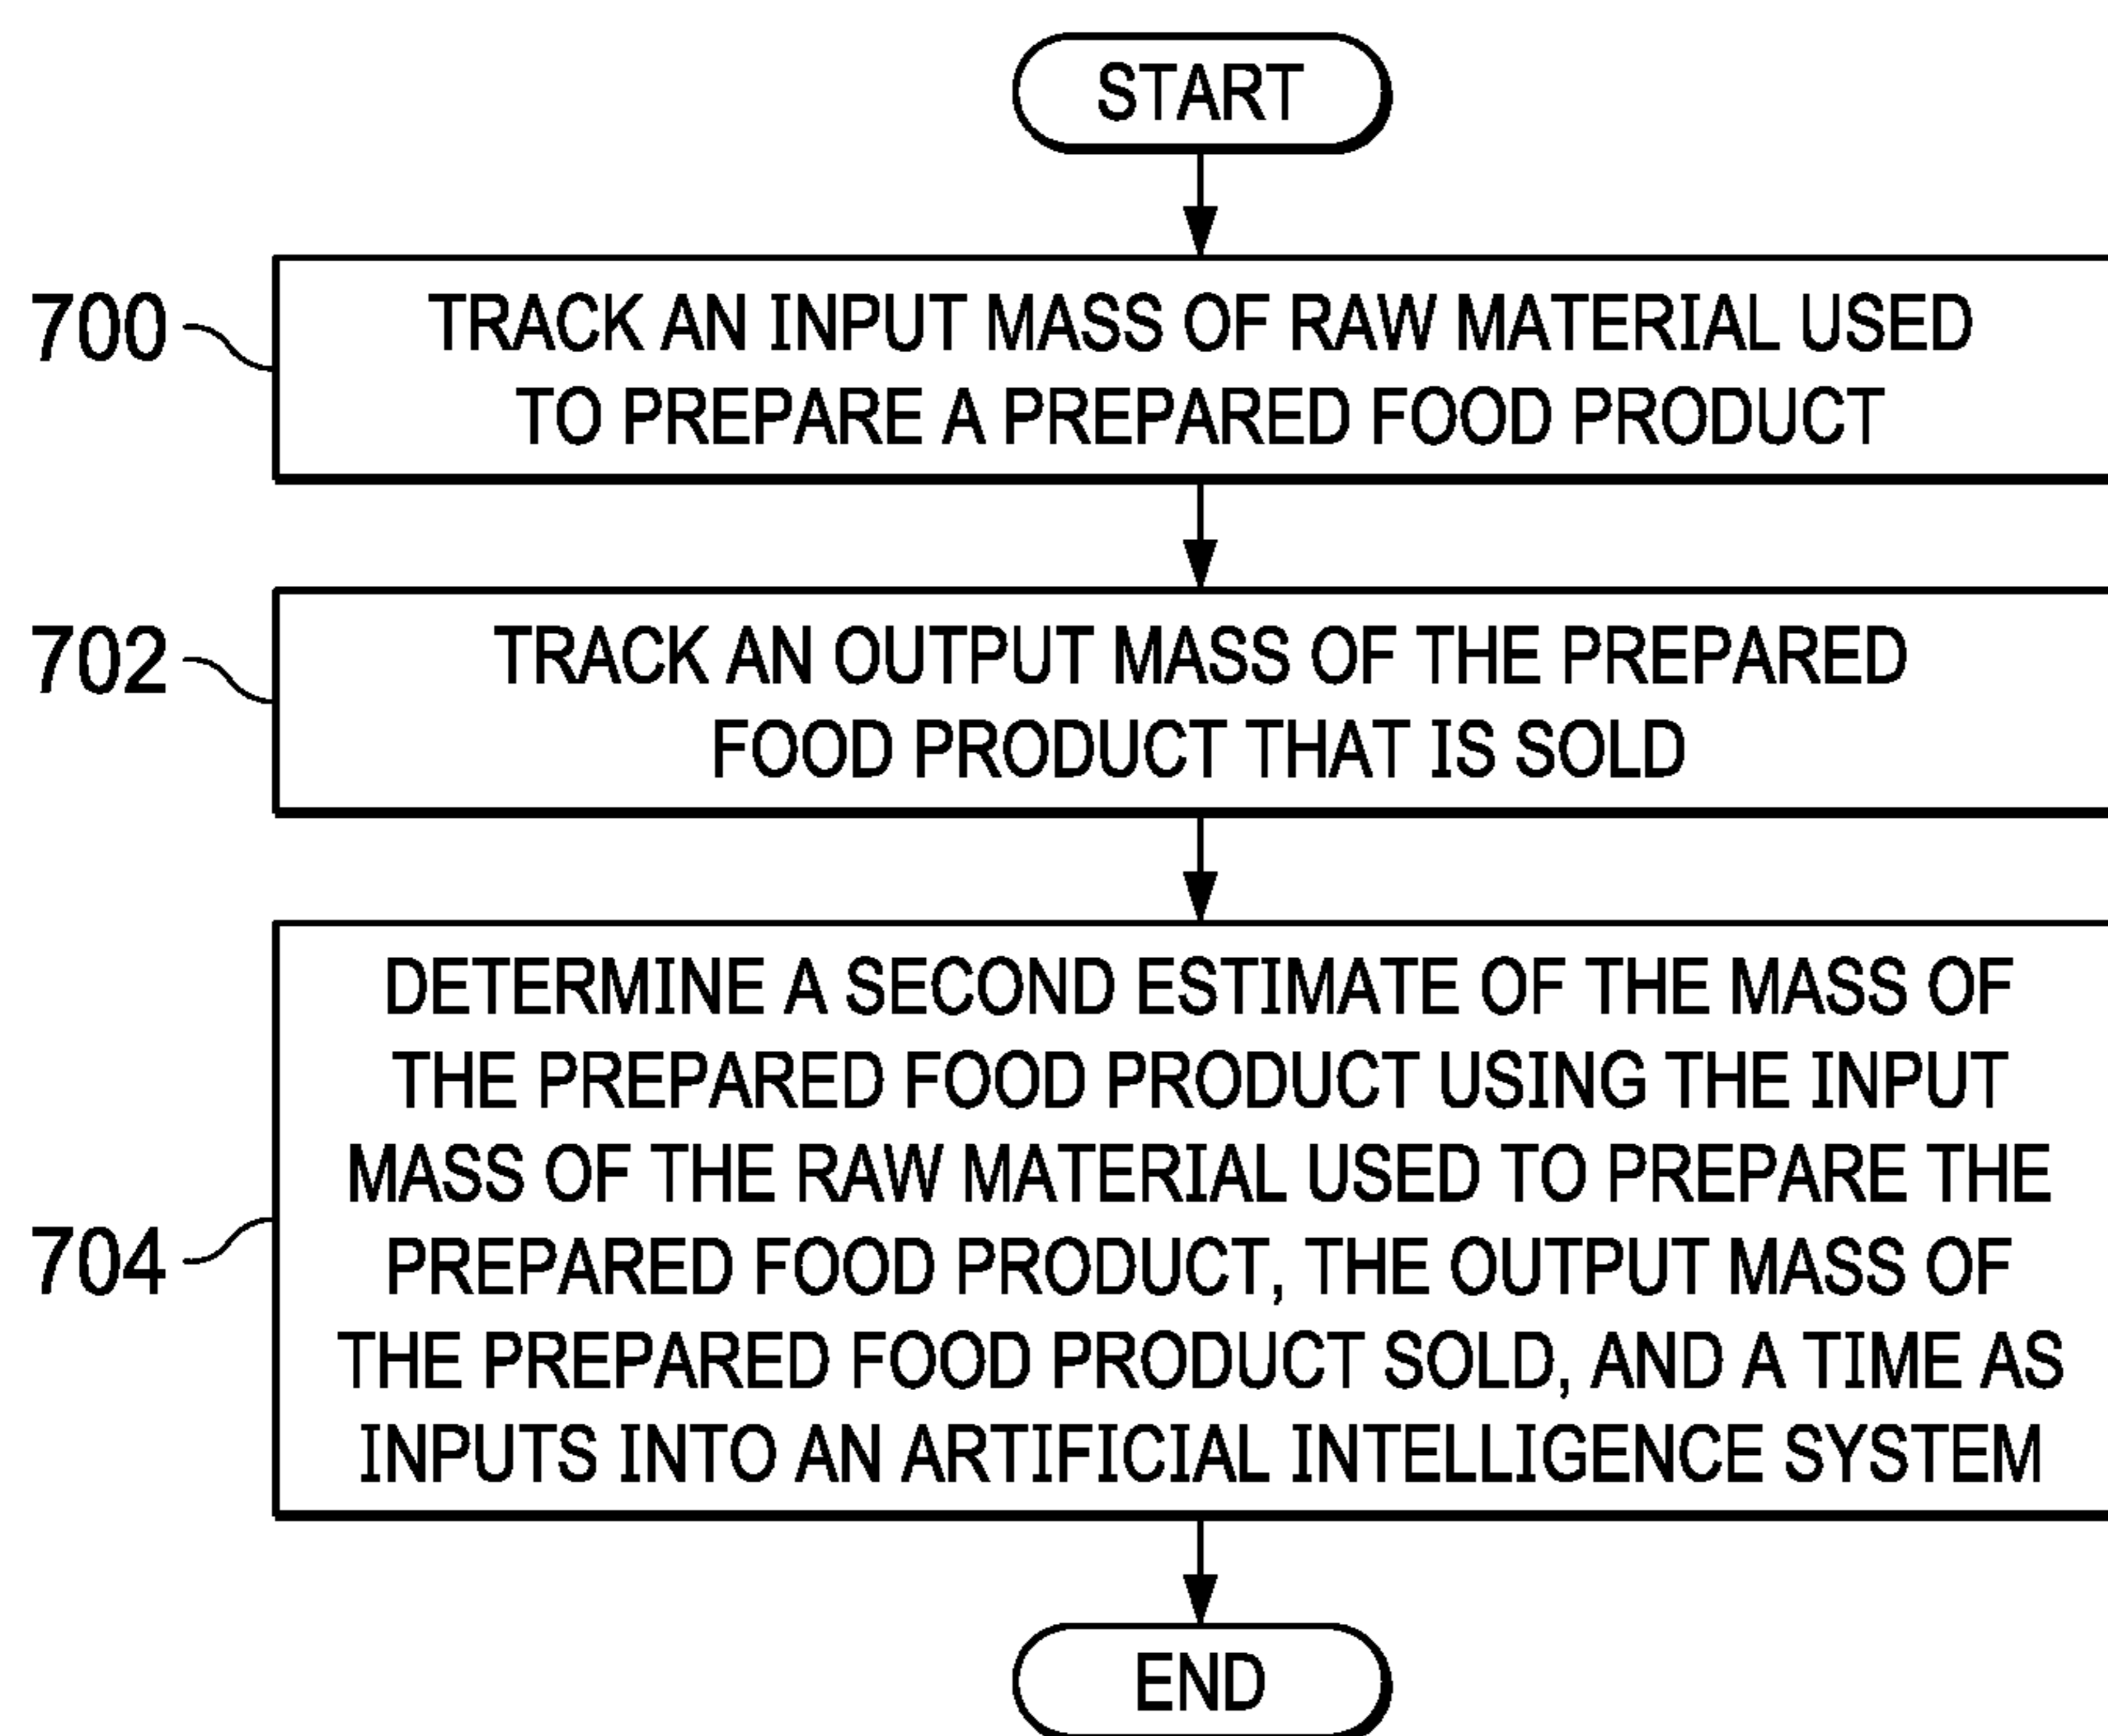 START
700
TRACK AN INPUT MASS OF RAW MATERIAL USED
TO PREPARE A PREPARED FOOD PRODUCT
702
TRACK AN OUTPUT MASS OF THE PREPARED
FOOD PRODUCT THAT IS SOLD
704
DETERMINE A SECOND ESTIMATE OF THE MASS OF
THE PREPARED FOOD PRODUCT USING THE INPUT
MASS OF THE RAW MATERIAL USED TO PREPARE THE
PREPARED FOOD PRODUCT, THE OUTPUT MASS OF
THE PREPARED FOOD PRODUCT SOLD, AND A TIME AS
INPUTS INTO AN ARTIFICIAL INTELLIGENCE SYSTEM
END